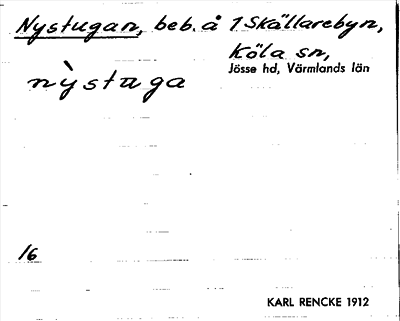 Nystugan, beb. å 1 Skällarebyn,
Köla sn,
Jösse hd, Värmlands län
nỳstuga
16
KARL RENCKE 1912